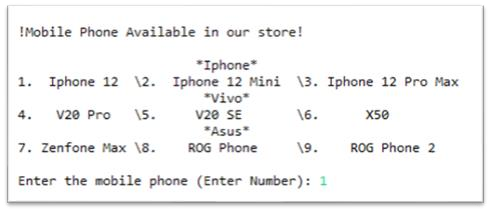 !Mobile Phone Available in our store!
*Iphone*
1. Iphone 12 \2. Iphone 12 Mini \3. Iphone 12 Pro Max
*Vivo*
4. V20 Pro \5. V20 SE \6. X50
*Asus*
7. Zenfone Max \8. ROG Phone \9. ROG Phone 2
Enter the mobile phone (Enter Number): 1